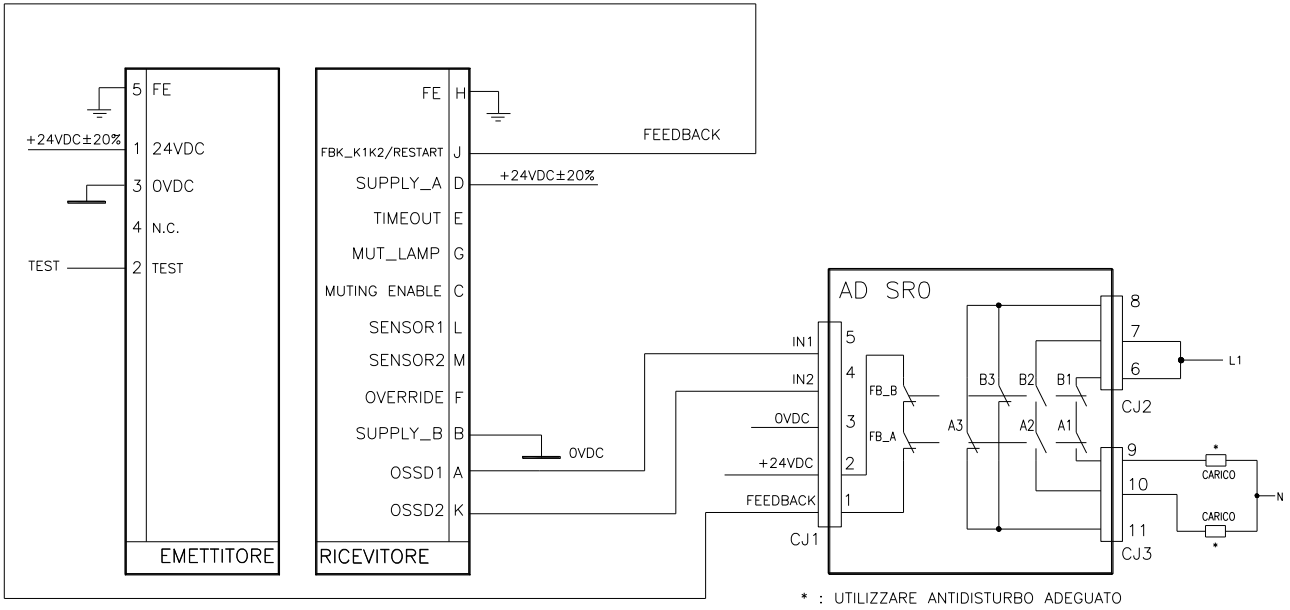 5 FE
+24VDC±20% 1 24VDC
3 0VDC
4 N.C.
TEST 2 TEST
EMETTITORE
FE H
FEEDBACK
FBK_K1K2/RESTART J
SUPPLY_A D +24VDC±20%
TIMEOUT E
MUT_LAMP G
MUTING ENABLE C
SENSOR1 L
SENSOR2 M
OVERRIDE F
SUPPLY_B B
0VDC
OSSD1 A
OSSD2 K
RICEVITORE
AD SR0
IN1 5
IN2 4
0VDC 3
+24VDC 2
FEEDBACK 1
CJ1
FB_B
FB_A
B3 B2 B1
A3 A2 A1
8
7
6
L1
CJ2
9
10
11
CJ3
*
CARICO
N
CARICO
*
* : UTILIZZARE ANTIDISTURBO ADEGUATO